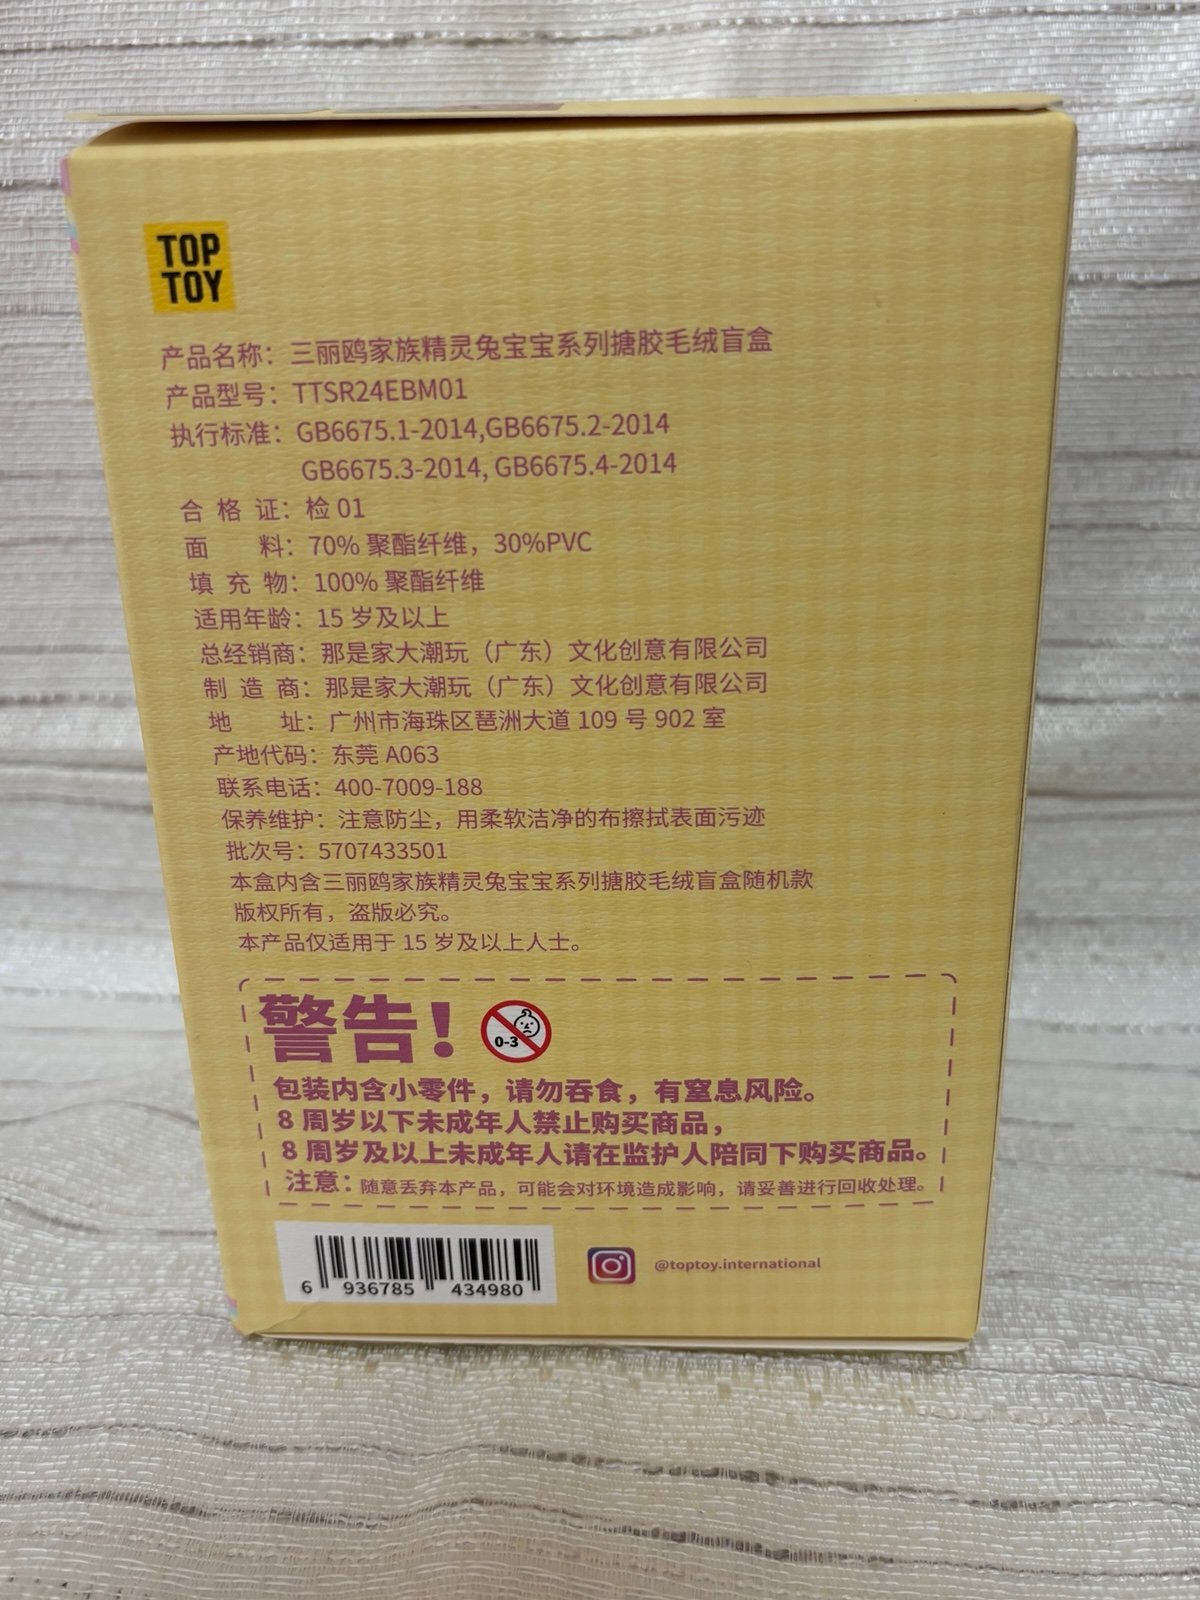 TOP
TOY
产品名称：三丽鸥家族精灵兔宝宝系列搪胶毛绒盲盒
产品型号：TTSR24EBM01
执行标准：GB6675.1-2014,GB6675.2-2014
GB6675.3-2014, GB6675.4-2014
合 格 证：检 01
面 料：70% 聚酯纤维，30%PVC
填 充 物：100% 聚酯纤维
适用年龄：15 岁及以上
总经销商：那是家大潮玩（广东）文化创意有限公司
制 造 商：那是家大潮玩（广东）文化创意有限公司
地 址：广州市海珠区琶洲大道 109 号 902 室
产地代码：东莞 A063
联系电话：400-7009-188
保养维护：注意防尘，用柔软洁净的布擦拭表面污迹
批次号：5707433501
本盒内含三丽鸥家族精灵兔宝宝系列搪胶毛绒盲盒随机款
版权所有，盗版必究。
本产品仅适用于 15 岁及以上人士。
警告！
0-3
包装内含小零件，请勿吞食，有窒息风险。
8 周岁以下未成年人禁止购买商品，
8 周岁及以上未成年人请在监护人陪同下购买商品。
注意：随意丢弃本产品，可能会对环境造成影响，请妥善进行回收处理。
6 936785 434980
@toptoy.international